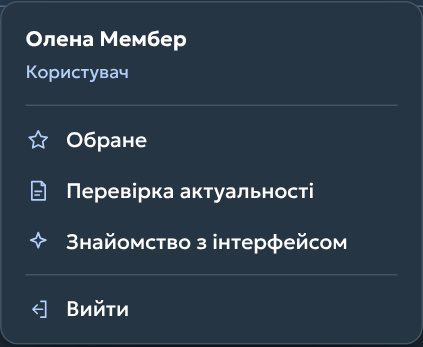 Олена Мембер
Користувач
Обране
Перевірка актуальності
Знайомство з інтерфейсом
Вийти